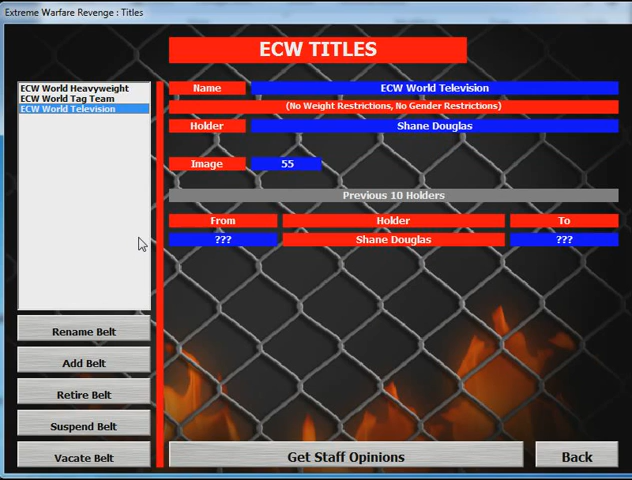 Extreme Warfare Revenge : Titles
ECW TITLES
ECW World Heavyweight
ECW World Tag Team
ECW World Television
Name
ECW World Television
(No Weight Restrictions, No Gender Restrictions)
Holder
Shane Douglas
Image
55
Previous 10 Holders
From Holder To
??? Shane Douglas ???
Rename Belt
Add Belt
Retire Belt
Suspend Belt
Vacate Belt
Get Staff Opinions
Back